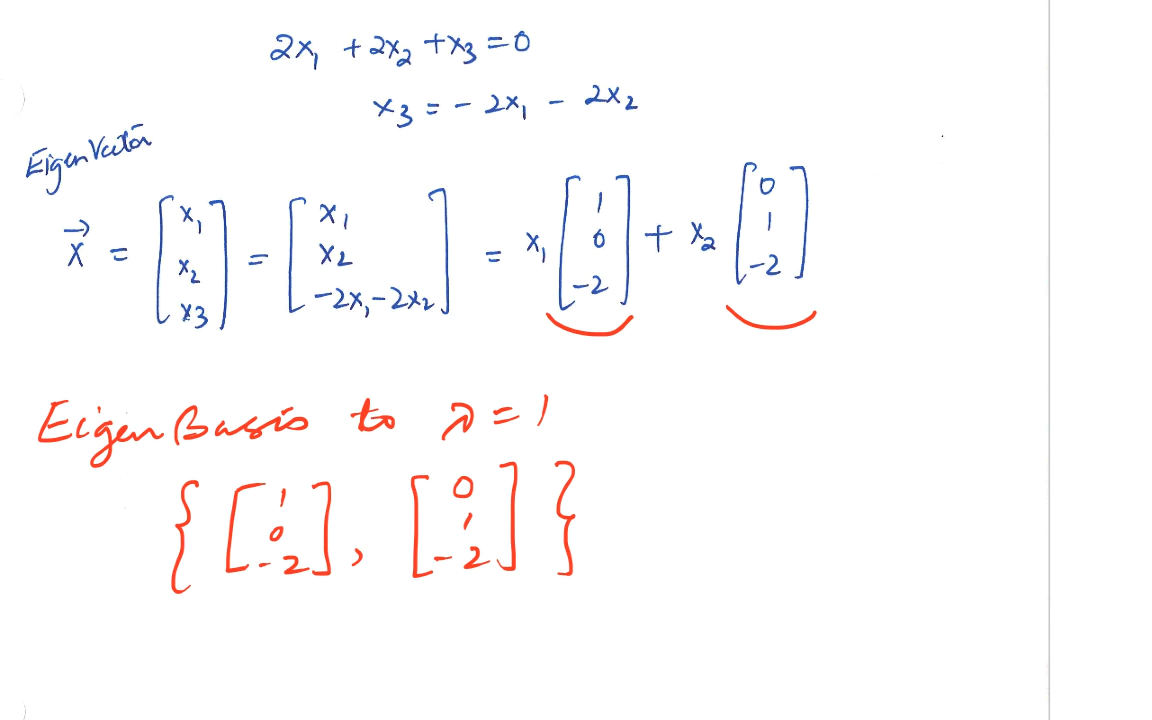 2x₁ + 2x₂ + x₃ = 0
x₃ = - 2x₁ - 2x₂
Eigen Vector
x⃗ = [x₁ x₂ x₃] = [x₁ x₂ -2x₁-2x₂] = x₁ [1 0 -2] + x₂ [0 1 -2]
Eigen Basis to λ = 1
{ [1 0 -2], [0 1 -2] }